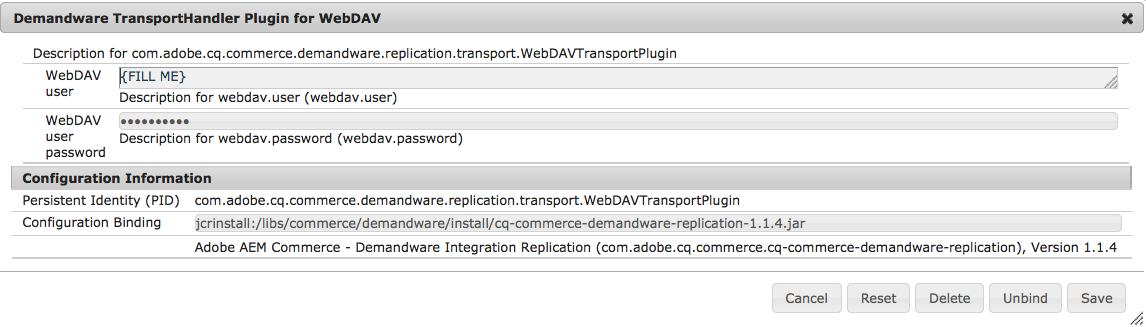 Demandware TransportHandler Plugin for WebDAV
Description for com.adobe.cq.commerce.demandware.replication.transport.WebDAVTransportPlugin
WebDAV user
{FILL ME}
Description for webdav.user (webdav.user)
WebDAV user password
••••••••••
Description for webdav.password (webdav.password)
Configuration Information
Persistent Identity (PID) com.adobe.cq.commerce.demandware.replication.transport.WebDAVTransportPlugin
Configuration Binding jcrinstall:/libs/commerce/demandware/install/cq-commerce-demandware-replication-1.1.4.jar
Adobe AEM Commerce - Demandware Integration Replication (com.adobe.cq.commerce.cq-commerce-demandware-replication), Version 1.1.4
Cancel Reset Delete Unbind Save